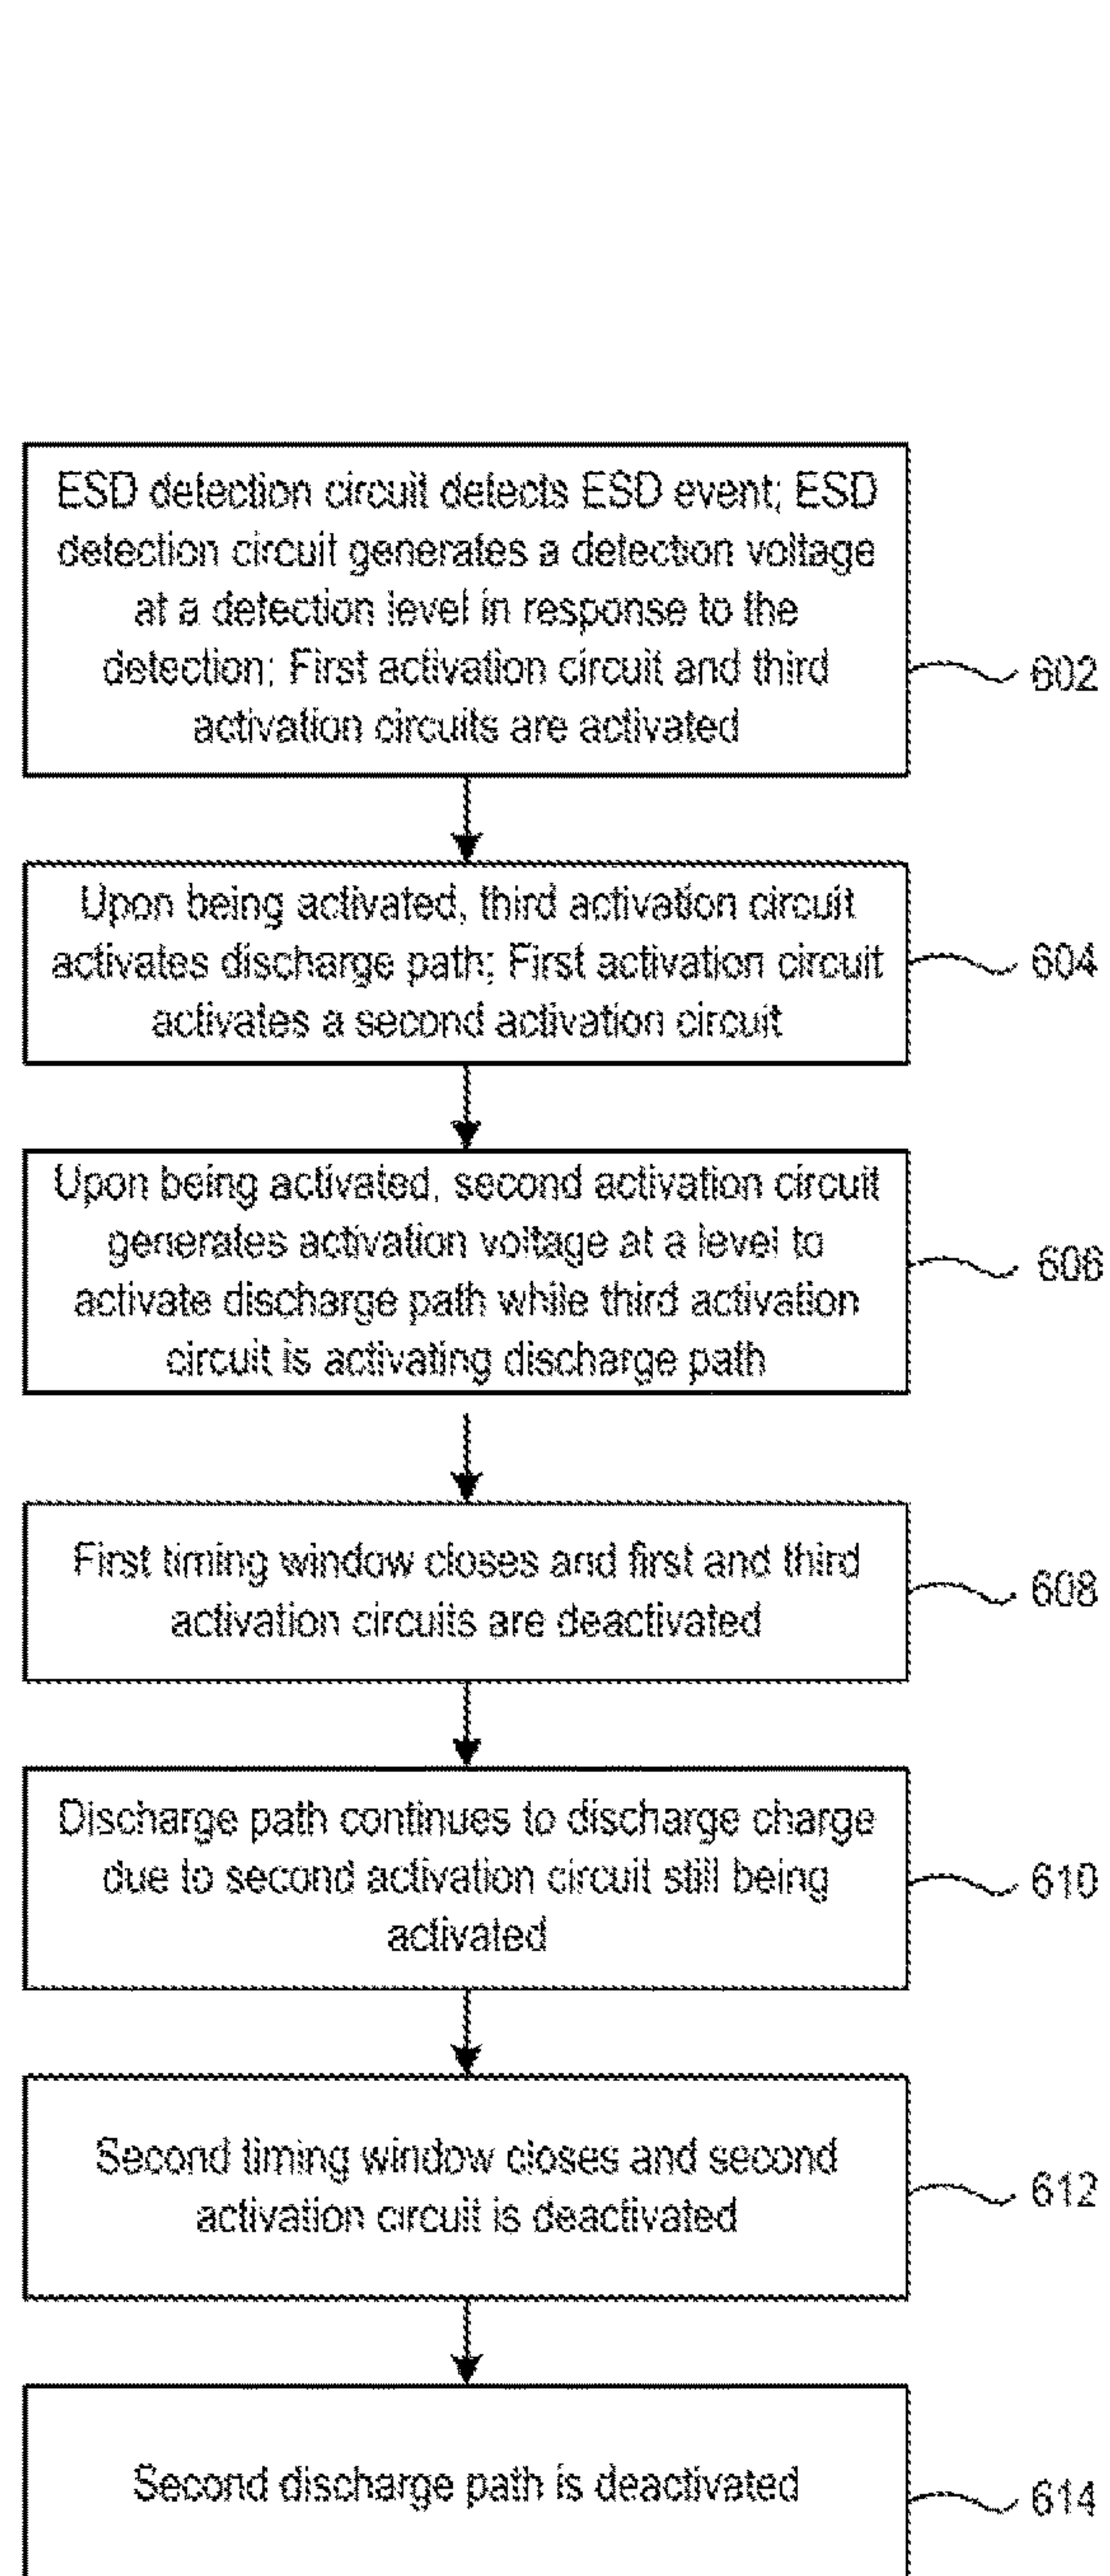 ESD detection circuit detects ESD event; ESD
detection circuit generates a detection voltage
at a detection level in response to the
detection; First activation circuit and third
activation circuits are activated
602
Upon being activated, third activation circuit
activates discharge path; First activation circuit
activates a second activation circuit
604
Upon being activated, second activation circuit
generates activation voltage at a level to
activate discharge path while third activation
circuit is activating discharge path
606
First timing window closes and first and third
activation circuits are deactivated
608
Discharge path continues to discharge charge
due to second activation circuit still being
activated
610
Second timing window closes and second
activation circuit is deactivated
612
Second discharge path is deactivated
614